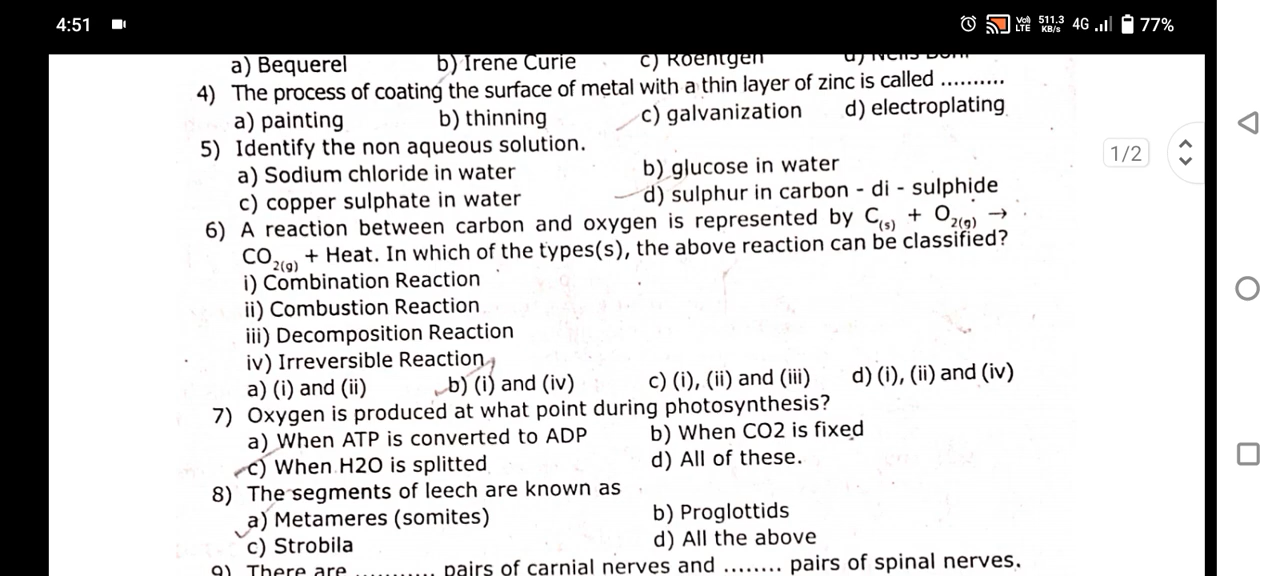 4:51
Vo) LTE 511.3 KB/s 4G 77%
a) Bequerel b) Irene Curie c) Roentgen d) Neils Bohr
4) The process of coating the surface of metal with a thin layer of zinc is called ..........
a) painting b) thinning c) galvanization d) electroplating
5) Identify the non aqueous solution.
a) Sodium chloride in water b) glucose in water
c) copper sulphate in water d) sulphur in carbon - di - sulphide
6) A reaction between carbon and oxygen is represented by C(s) + O2(g) →
CO2(g) + Heat. In which of the types(s), the above reaction can be classified?
i) Combination Reaction
ii) Combustion Reaction
iii) Decomposition Reaction
iv) Irreversible Reaction
a) (i) and (ii) b) (i) and (iv) c) (i), (ii) and (iii) d) (i), (ii) and (iv)
7) Oxygen is produced at what point during photosynthesis?
a) When ATP is converted to ADP b) When CO2 is fixed
c) When H2O is splitted d) All of these.
8) The segments of leech are known as
a) Metameres (somites) b) Proglottids
c) Strobila d) All the above
9) There are ........... pairs of carnial nerves and ........ pairs of spinal nerves.
1/2